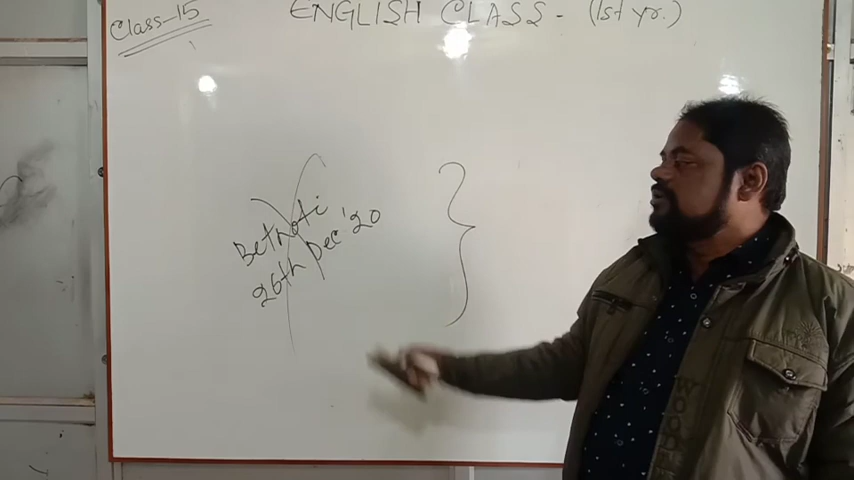 Class-15
ENGLISH CLASS - (1st yr.)
Betnoti
26th Dec '20